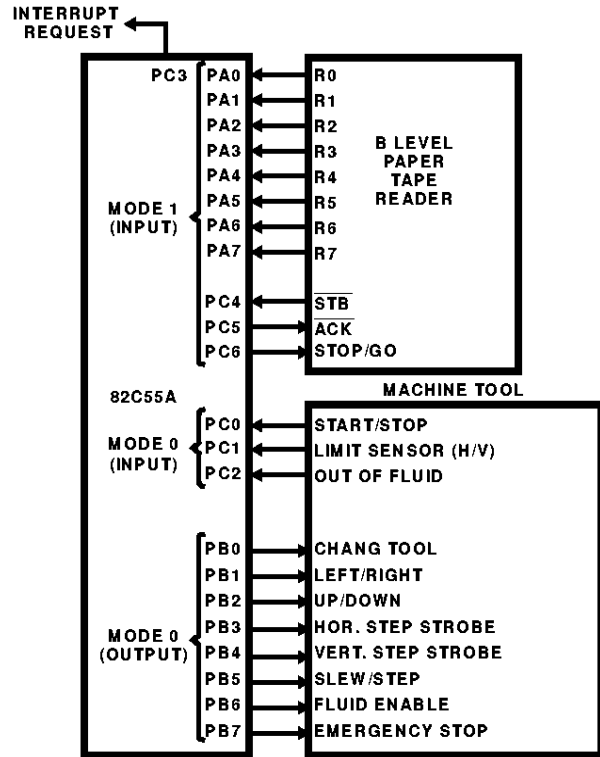 INTERRUPT
REQUEST
PC3 PA0 R0
PA1 R1
PA2 R2
PA3 R3
PA4 R4
PA5 R5
PA6 R6
PA7 R7
B LEVEL
PAPER
TAPE
READER
MODE 1
(INPUT)
PC4 STB
PC5 ACK
PC6 STOP/GO
82C55A
MACHINE TOOL
MODE 0
(INPUT)
PC0 START/STOP
PC1 LIMIT SENSOR (H/V)
PC2 OUT OF FLUID
MODE 0
(OUTPUT)
PB0 CHANG TOOL
PB1 LEFT/RIGHT
PB2 UP/DOWN
PB3 HOR. STEP STROBE
PB4 VERT. STEP STROBE
PB5 SLEW/STEP
PB6 FLUID ENABLE
PB7 EMERGENCY STOP